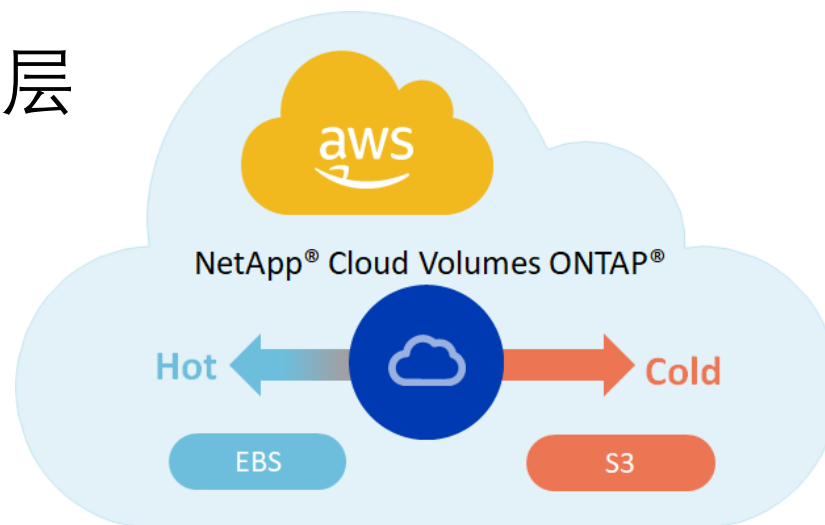 层
aws
NetApp® Cloud Volumes ONTAP®
Hot
Cold
EBS
S3